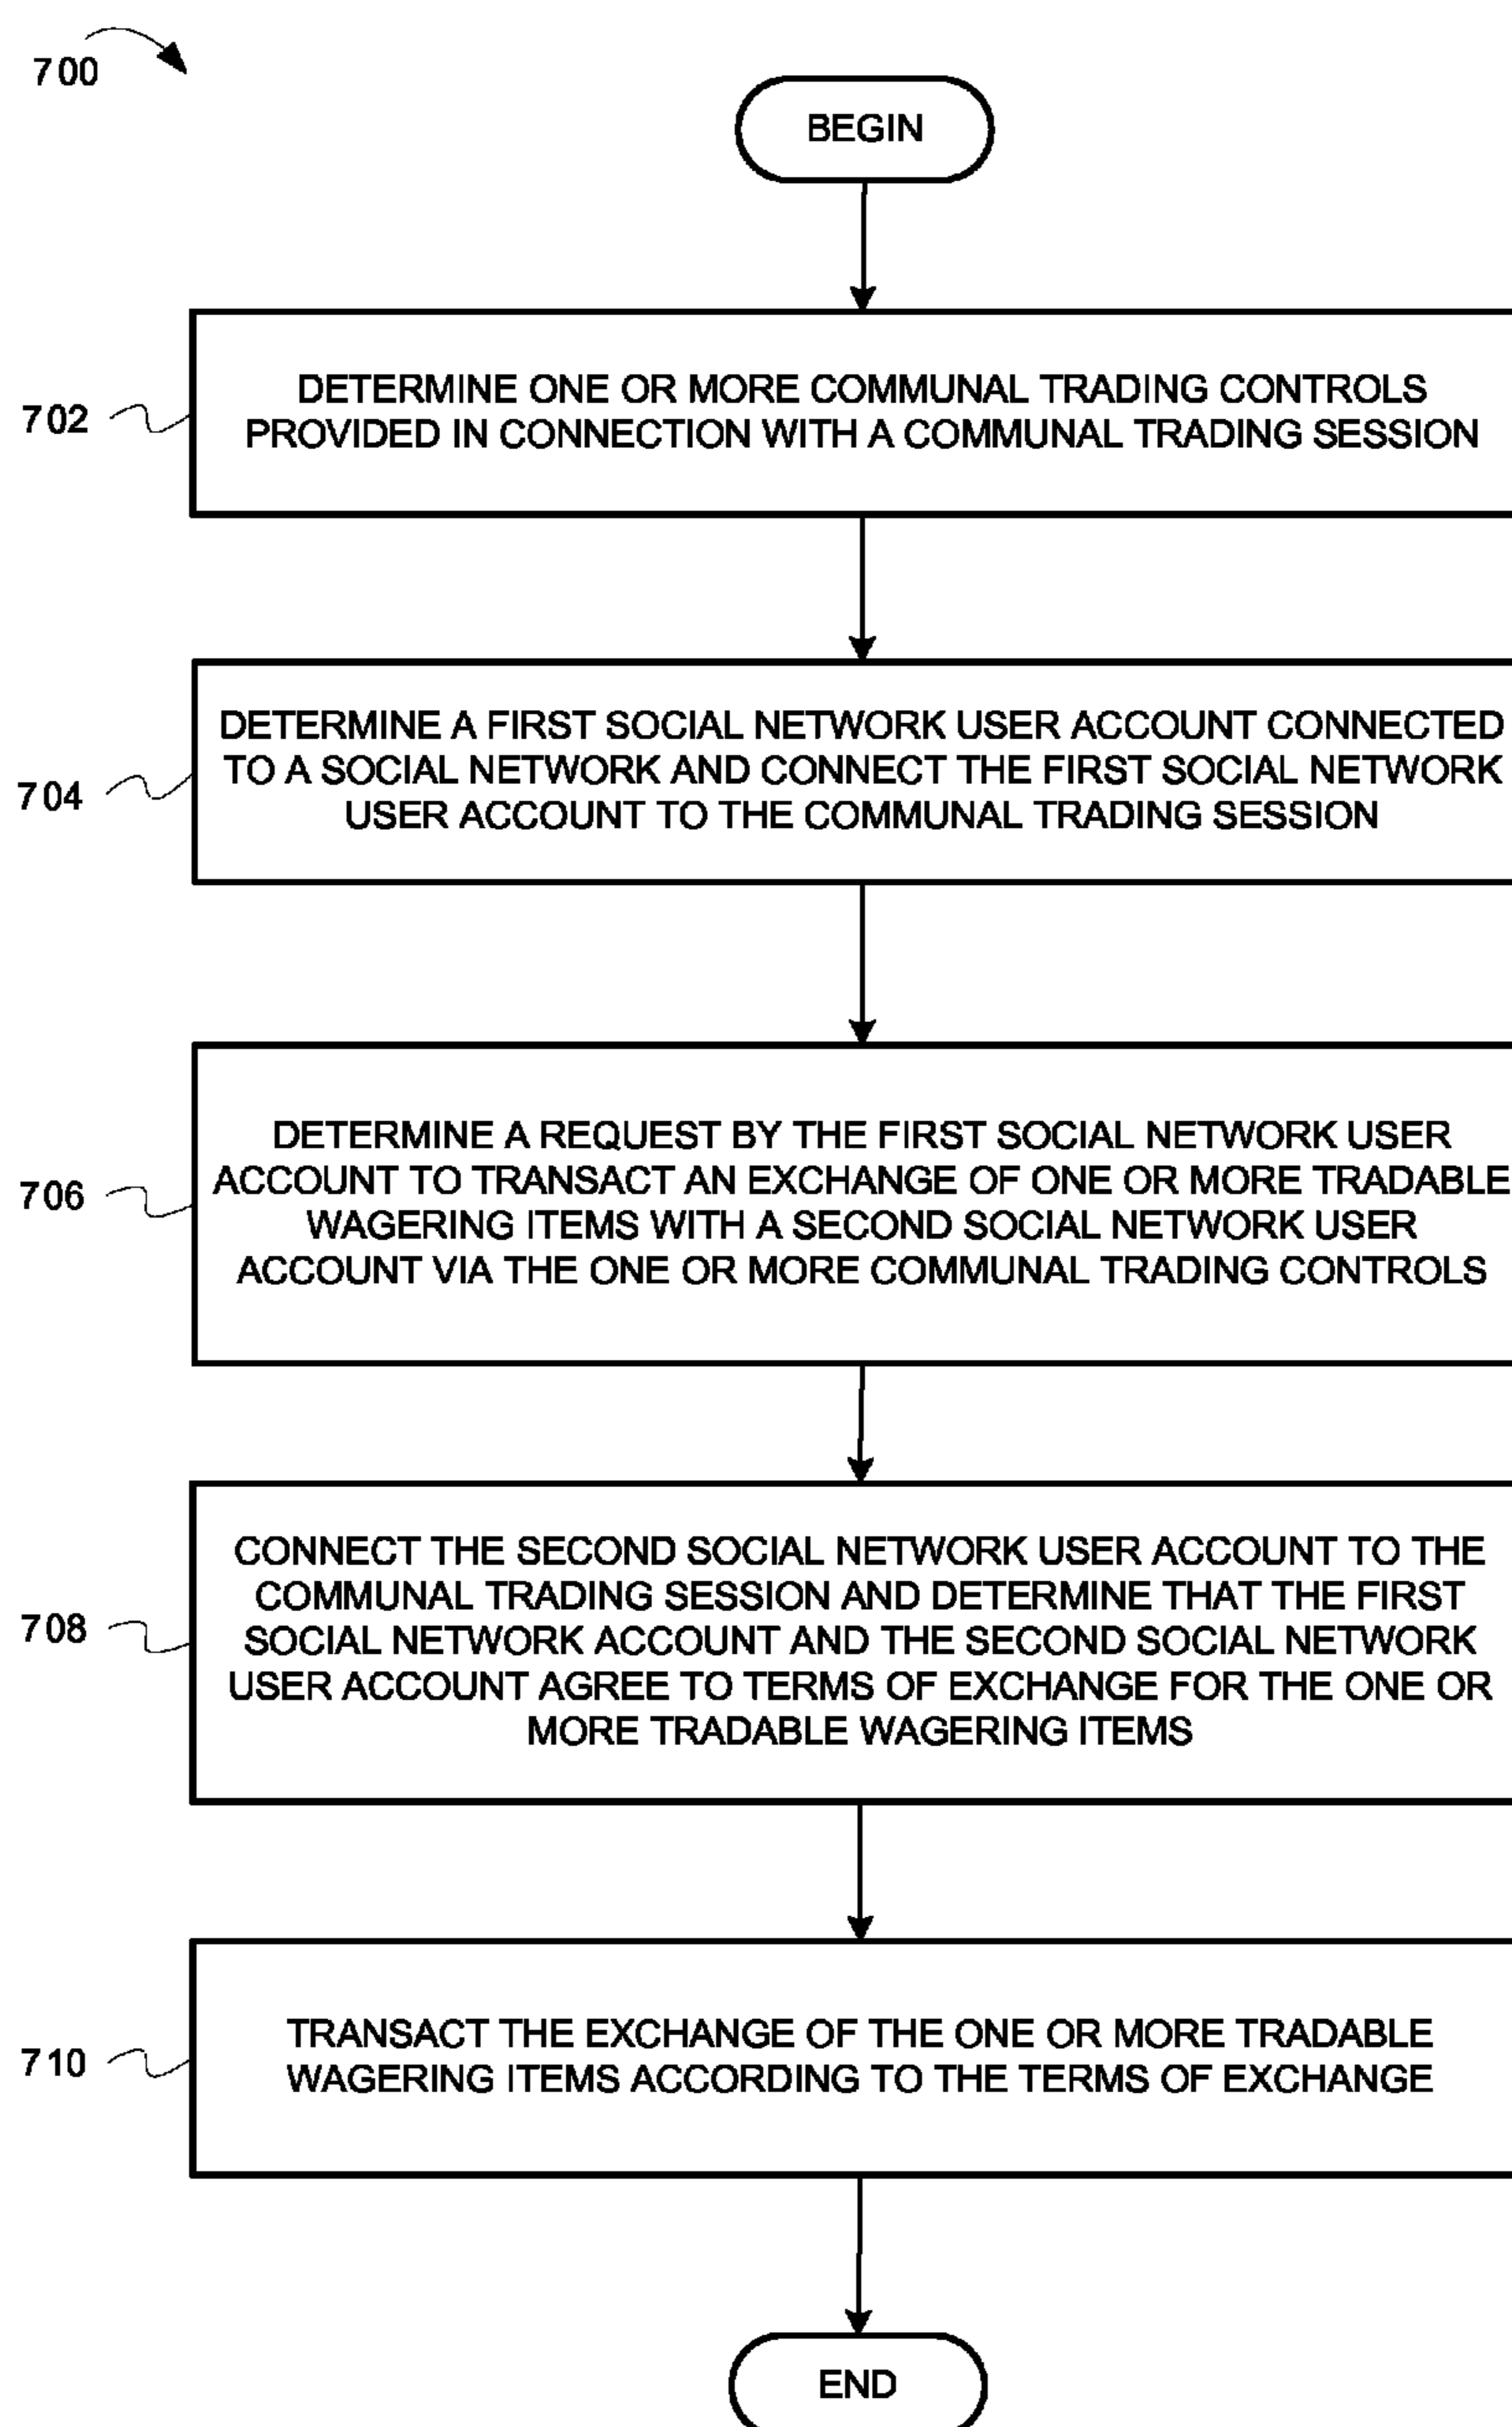 700
BEGIN
702
DETERMINE ONE OR MORE COMMUNAL TRADING CONTROLS
PROVIDED IN CONNECTION WITH A COMMUNAL TRADING SESSION
704
DETERMINE A FIRST SOCIAL NETWORK USER ACCOUNT CONNECTED
TO A SOCIAL NETWORK AND CONNECT THE FIRST SOCIAL NETWORK
USER ACCOUNT TO THE COMMUNAL TRADING SESSION
706
DETERMINE A REQUEST BY THE FIRST SOCIAL NETWORK USER
ACCOUNT TO TRANSACT AN EXCHANGE OF ONE OR MORE TRADABLE
WAGERING ITEMS WITH A SECOND SOCIAL NETWORK USER
ACCOUNT VIA THE ONE OR MORE COMMUNAL TRADING CONTROLS
708
CONNECT THE SECOND SOCIAL NETWORK USER ACCOUNT TO THE
COMMUNAL TRADING SESSION AND DETERMINE THAT THE FIRST
SOCIAL NETWORK ACCOUNT AND THE SECOND SOCIAL NETWORK
USER ACCOUNT AGREE TO TERMS OF EXCHANGE FOR THE ONE OR
MORE TRADABLE WAGERING ITEMS
710
TRANSACT THE EXCHANGE OF THE ONE OR MORE TRADABLE
WAGERING ITEMS ACCORDING TO THE TERMS OF EXCHANGE
END